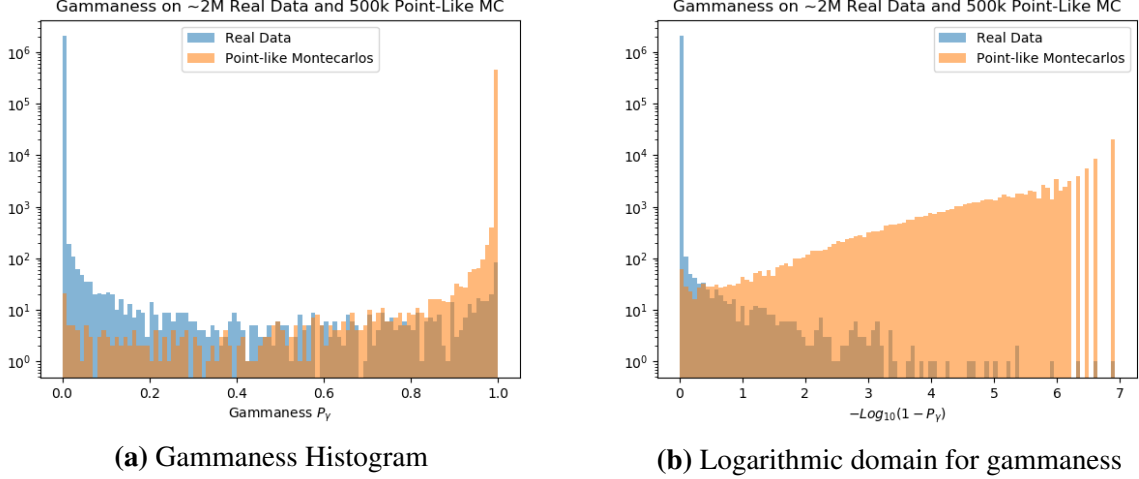 Gammaness on ~2M Real Data and 500k Point-Like MC
Real Data
Point-like Montecarlos
10⁶
10⁵
10⁴
10³
10²
10¹
10⁰
0.0 0.2 0.4 0.6 0.8 1.0
Gammaness Pᵧ
(a) Gammaness Histogram
Gammaness on ~2M Real Data and 500k Point-Like MC
Real Data
Point-like Montecarlos
10⁶
10⁵
10⁴
10³
10²
10¹
10⁰
0 1 2 3 4 5 6 7
−Log₁₀(1 − Pᵧ)
(b) Logarithmic domain for gammaness